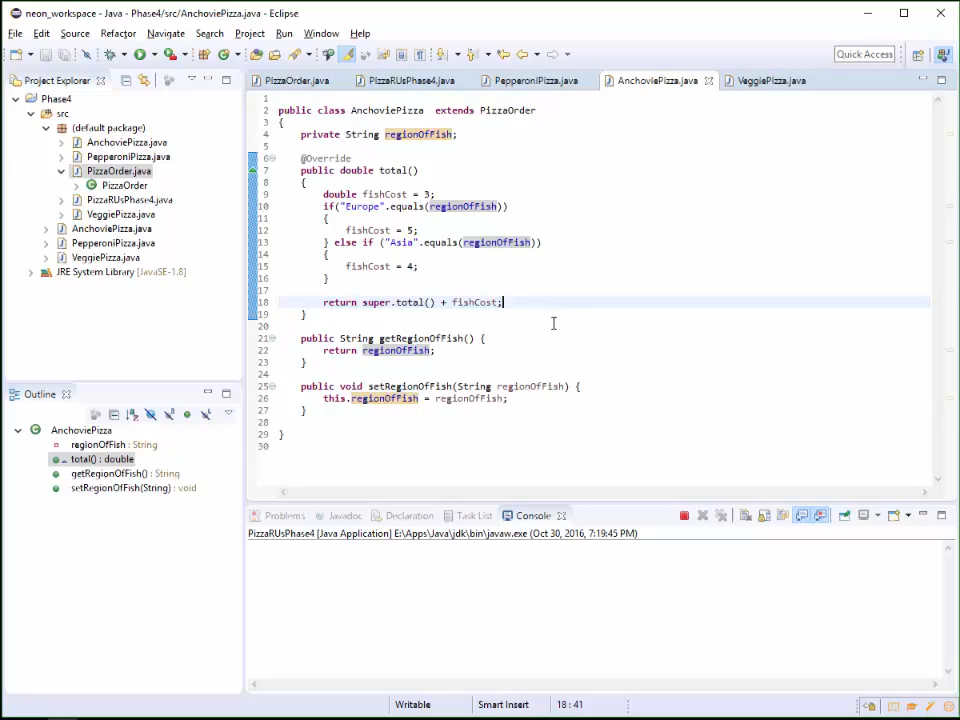 neon_workspace - Java - Phase4/src/AnchoviePizza.java - Eclipse
File Edit Source Refactor Navigate Search Project Run Window Help
Quick Access
Project Explorer
PizzaOrder.java PizzaRUsPhase4.java PepperoniPizza.java AnchoviePizza.java VeggiePizza.java
Phase4
src
(default package)
AnchoviePizza.java
PepperoniPizza.java
PizzaOrder.java
PizzaOrder
PizzaRUsPhase4.java
VeggiePizza.java
AnchoviePizza.java
PepperoniPizza.java
VeggiePizza.java
JRE System Library [JavaSE-1.8]
1
2 public class AnchoviePizza extends PizzaOrder
3 {
4 private String regionOfFish;
5
6 @Override
7 public double total()
8 {
9 double fishCost = 3;
10 if("Europe".equals(regionOfFish))
11 {
12 fishCost = 5;
13 } else if ("Asia".equals(regionOfFish))
14 {
15 fishCost = 4;
16 }
17
18 return super.total() + fishCost;
19 }
20
21 public String getRegionOfFish() {
22 return regionOfFish;
23 }
24
25 public void setRegionOfFish(String regionOfFish) {
26 this.regionOfFish = regionOfFish;
27 }
28
29 }
30
Outline
AnchoviePizza
regionOfFish : String
total() : double
getRegionOfFish() : String
setRegionOfFish(String) : void
Problems Javadoc Declaration Task List Console
PizzaRUsPhase4 [Java Application] E:\Apps\Java\jdk\bin\javaw.exe (Oct 30, 2016, 7:19:45 PM)
Writable Smart Insert 18 : 41